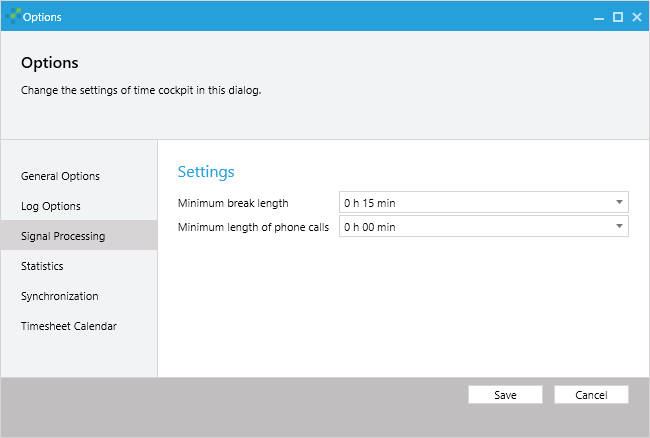 Options
Options
Change the settings of time cockpit in this dialog.
General Options
Log Options
Signal Processing
Statistics
Synchronization
Timesheet Calendar
Settings
Minimum break length 0 h 15 min
Minimum length of phone calls 0 h 00 min
Save Cancel